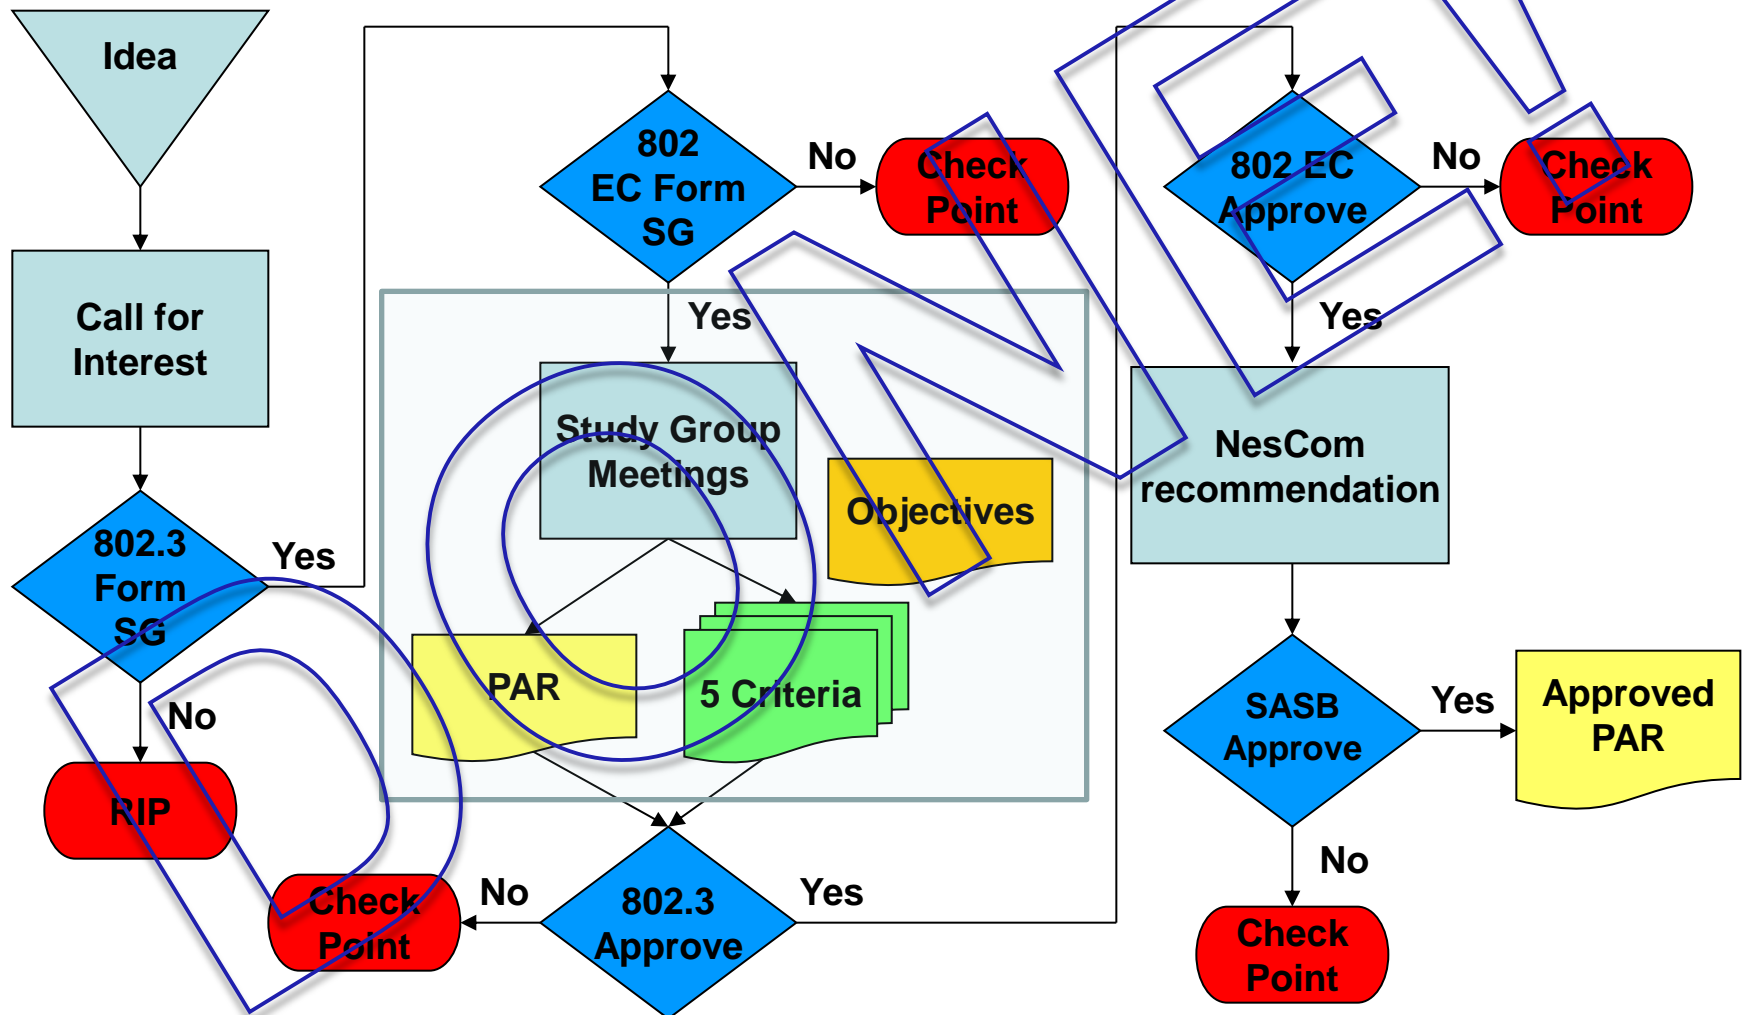 Idea
Call for
Interest
802.3
Form
SG
Yes
No
RIP
802
EC Form
SG
No
Check
Point
Yes
Study Group
Meetings
Objectives
PAR
5 Criteria
802.3
Approve
No
Check
Point
Yes
802 EC
Approve
No
Check
Point
Yes
NesCom
recommendation
SASB
Approve
Yes
Approved
PAR
No
Check
Point
DONE!